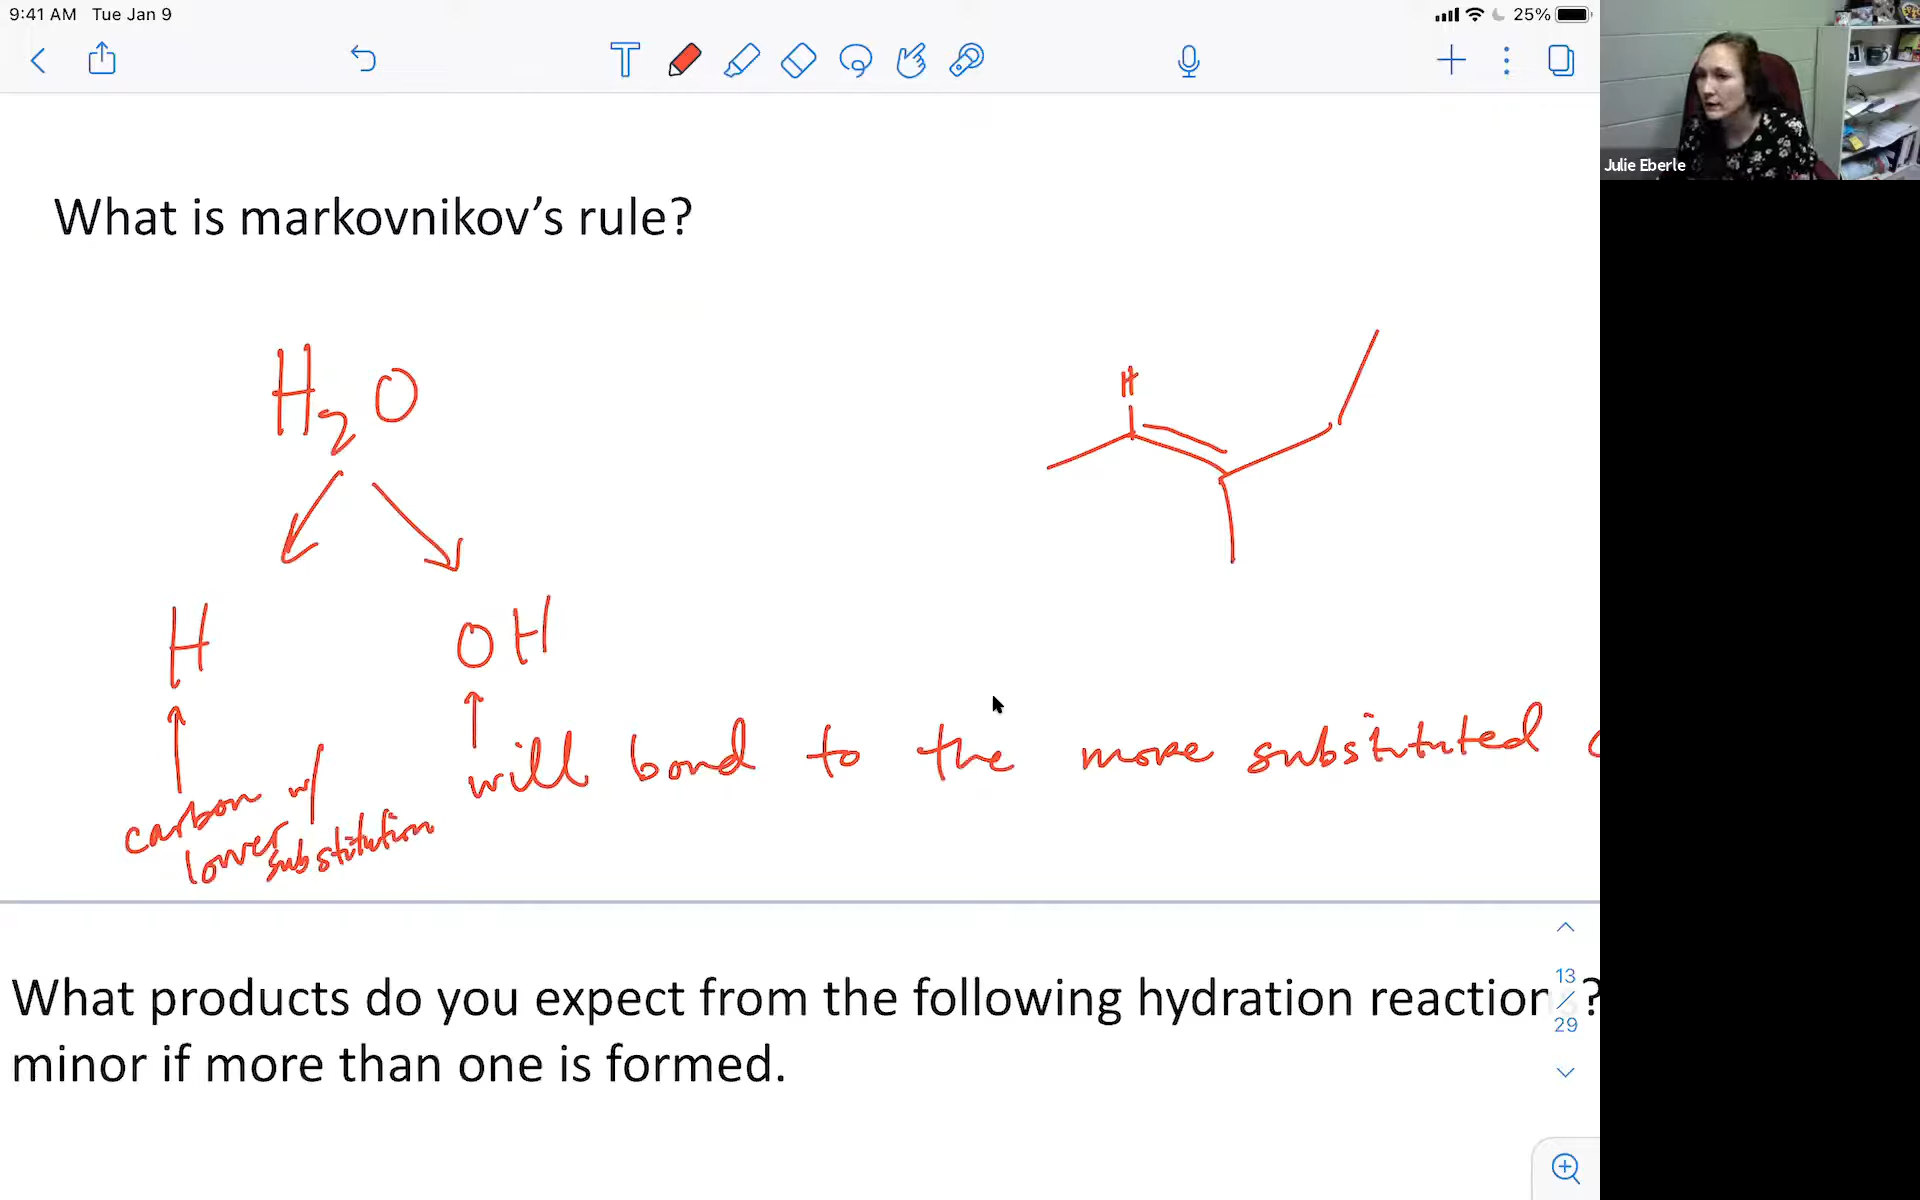 9:41 AM Tue Jan 9
25%
Julie Eberle
What is markovnikov’s rule?
H₂O
H
H
OH
will bond to the more substituted
carbon w/
lower
substitution
What products do you expect from the following hydration reaction ?
minor if more than one is formed.
13
/
29